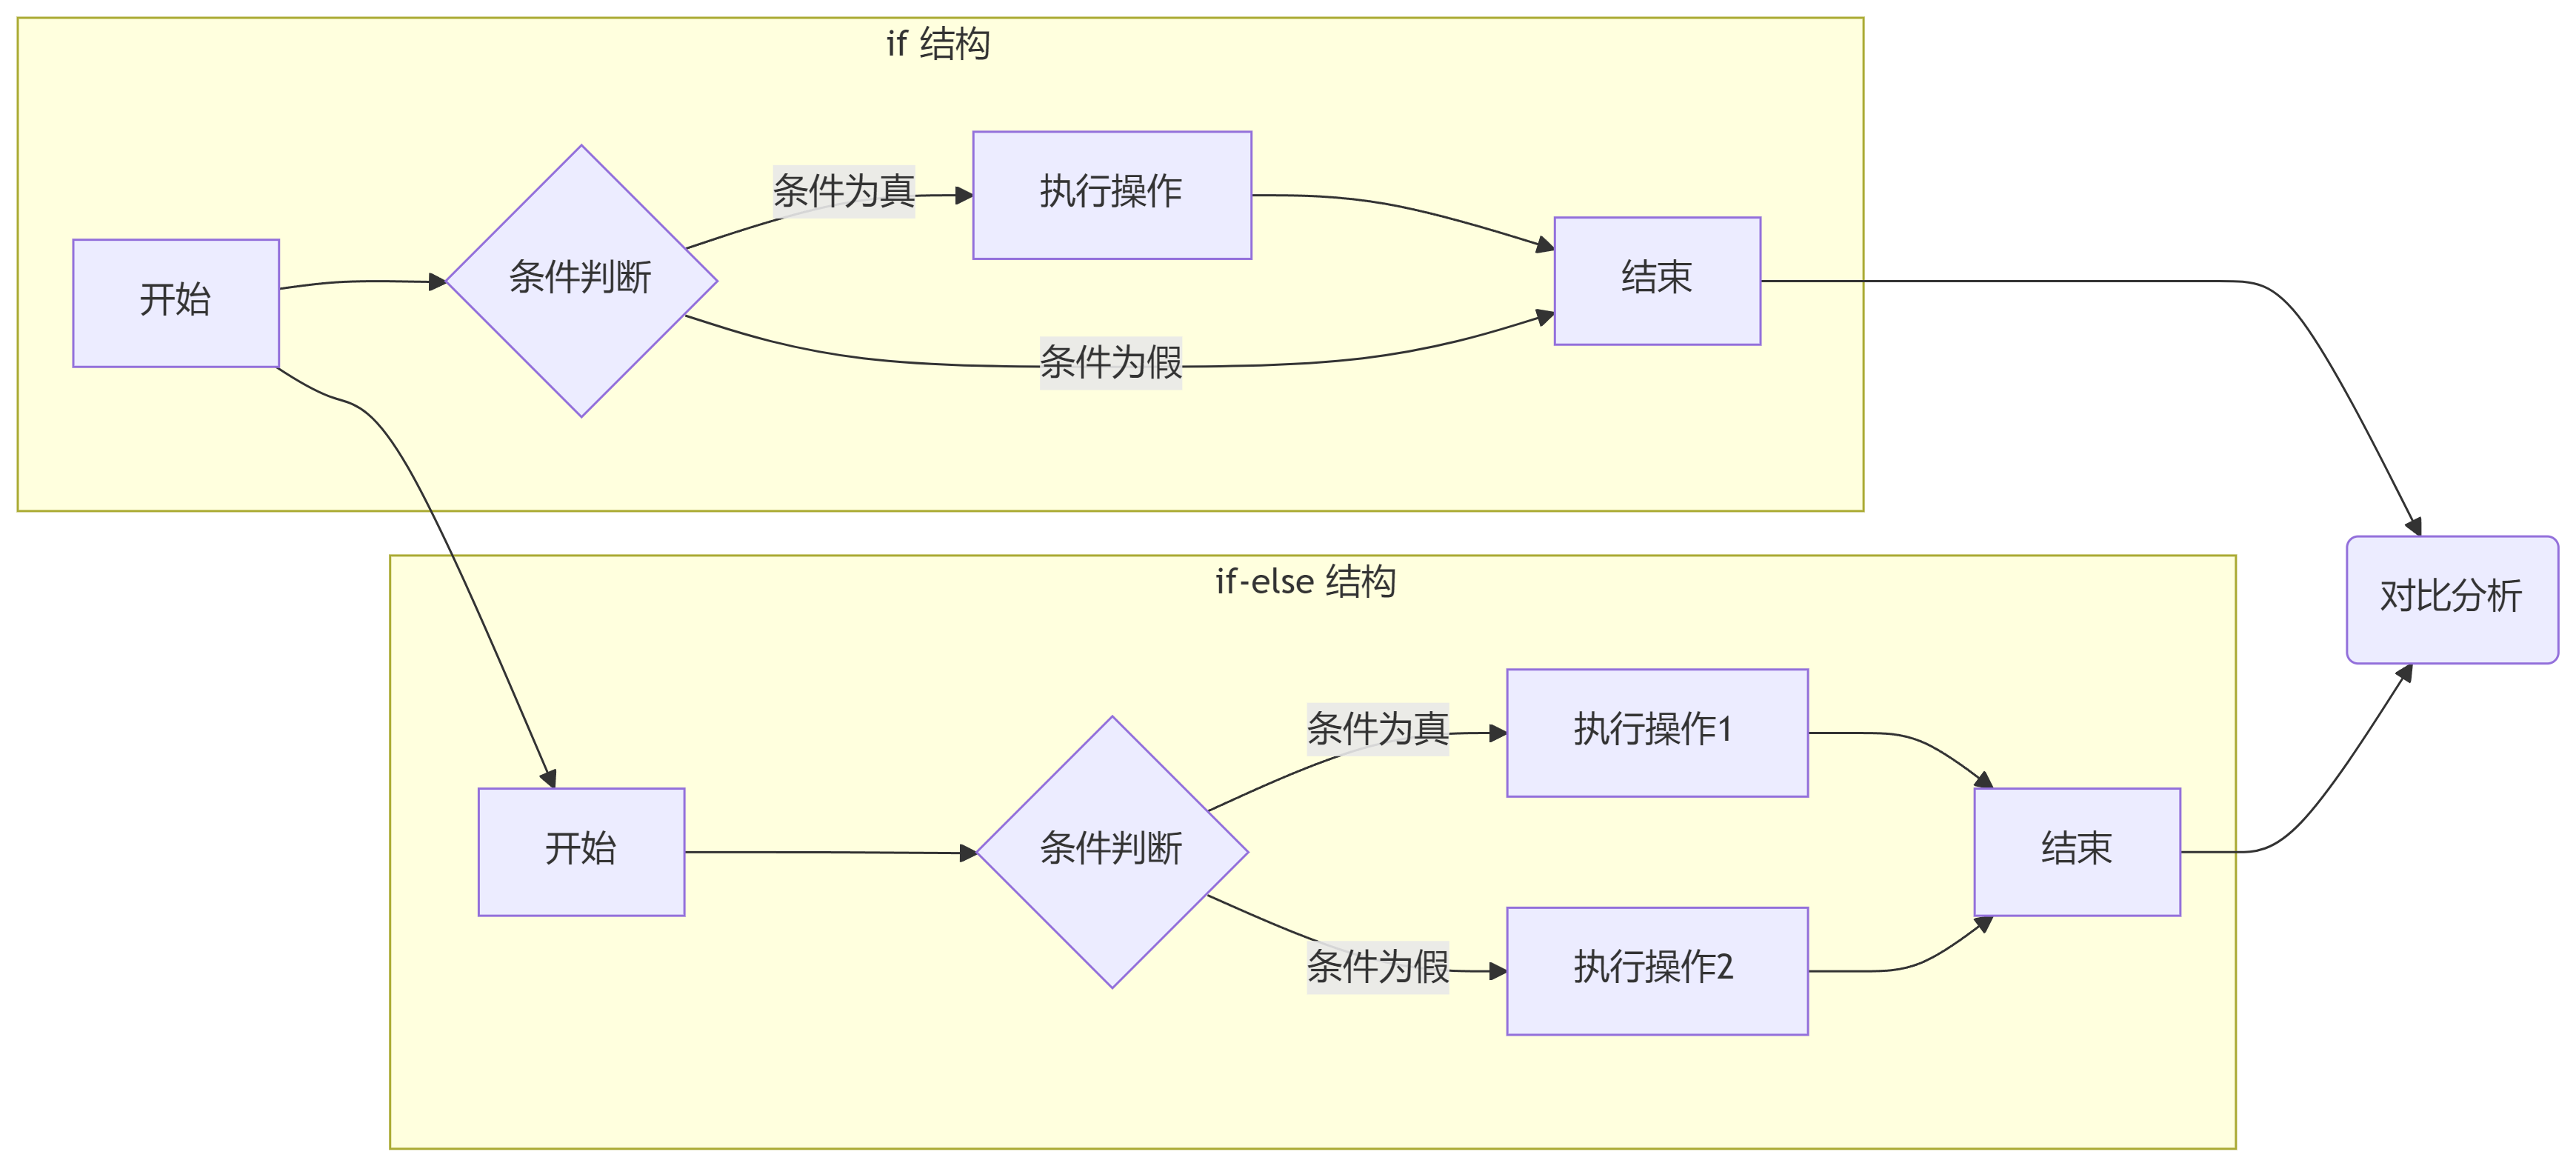 if 结构
开始
条件判断
条件为真
执行操作
条件为假
结束
对比分析
if-else 结构
开始
条件判断
条件为真
执行操作1
条件为假
执行操作2
结束